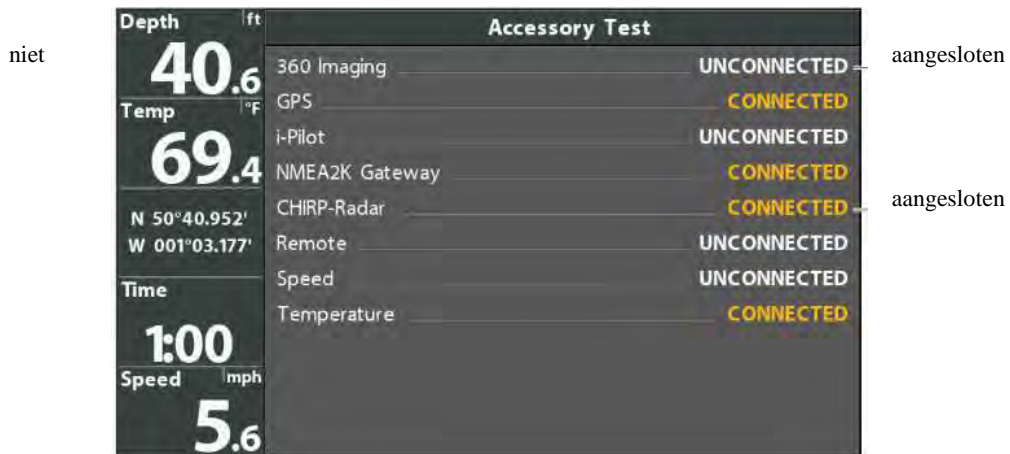 niet
aangesloten
aangesloten
Depth ft
40.6
Temp °F
69.4
N 50°40.952'
W 001°03.177'
Time
1:00
Speed mph
5.6
Accessory Test
360 Imaging UNCONNECTED
GPS CONNECTED
i-Pilot UNCONNECTED
NMEA2K Gateway CONNECTED
CHIRP-Radar CONNECTED
Remote UNCONNECTED
Speed UNCONNECTED
Temperature CONNECTED